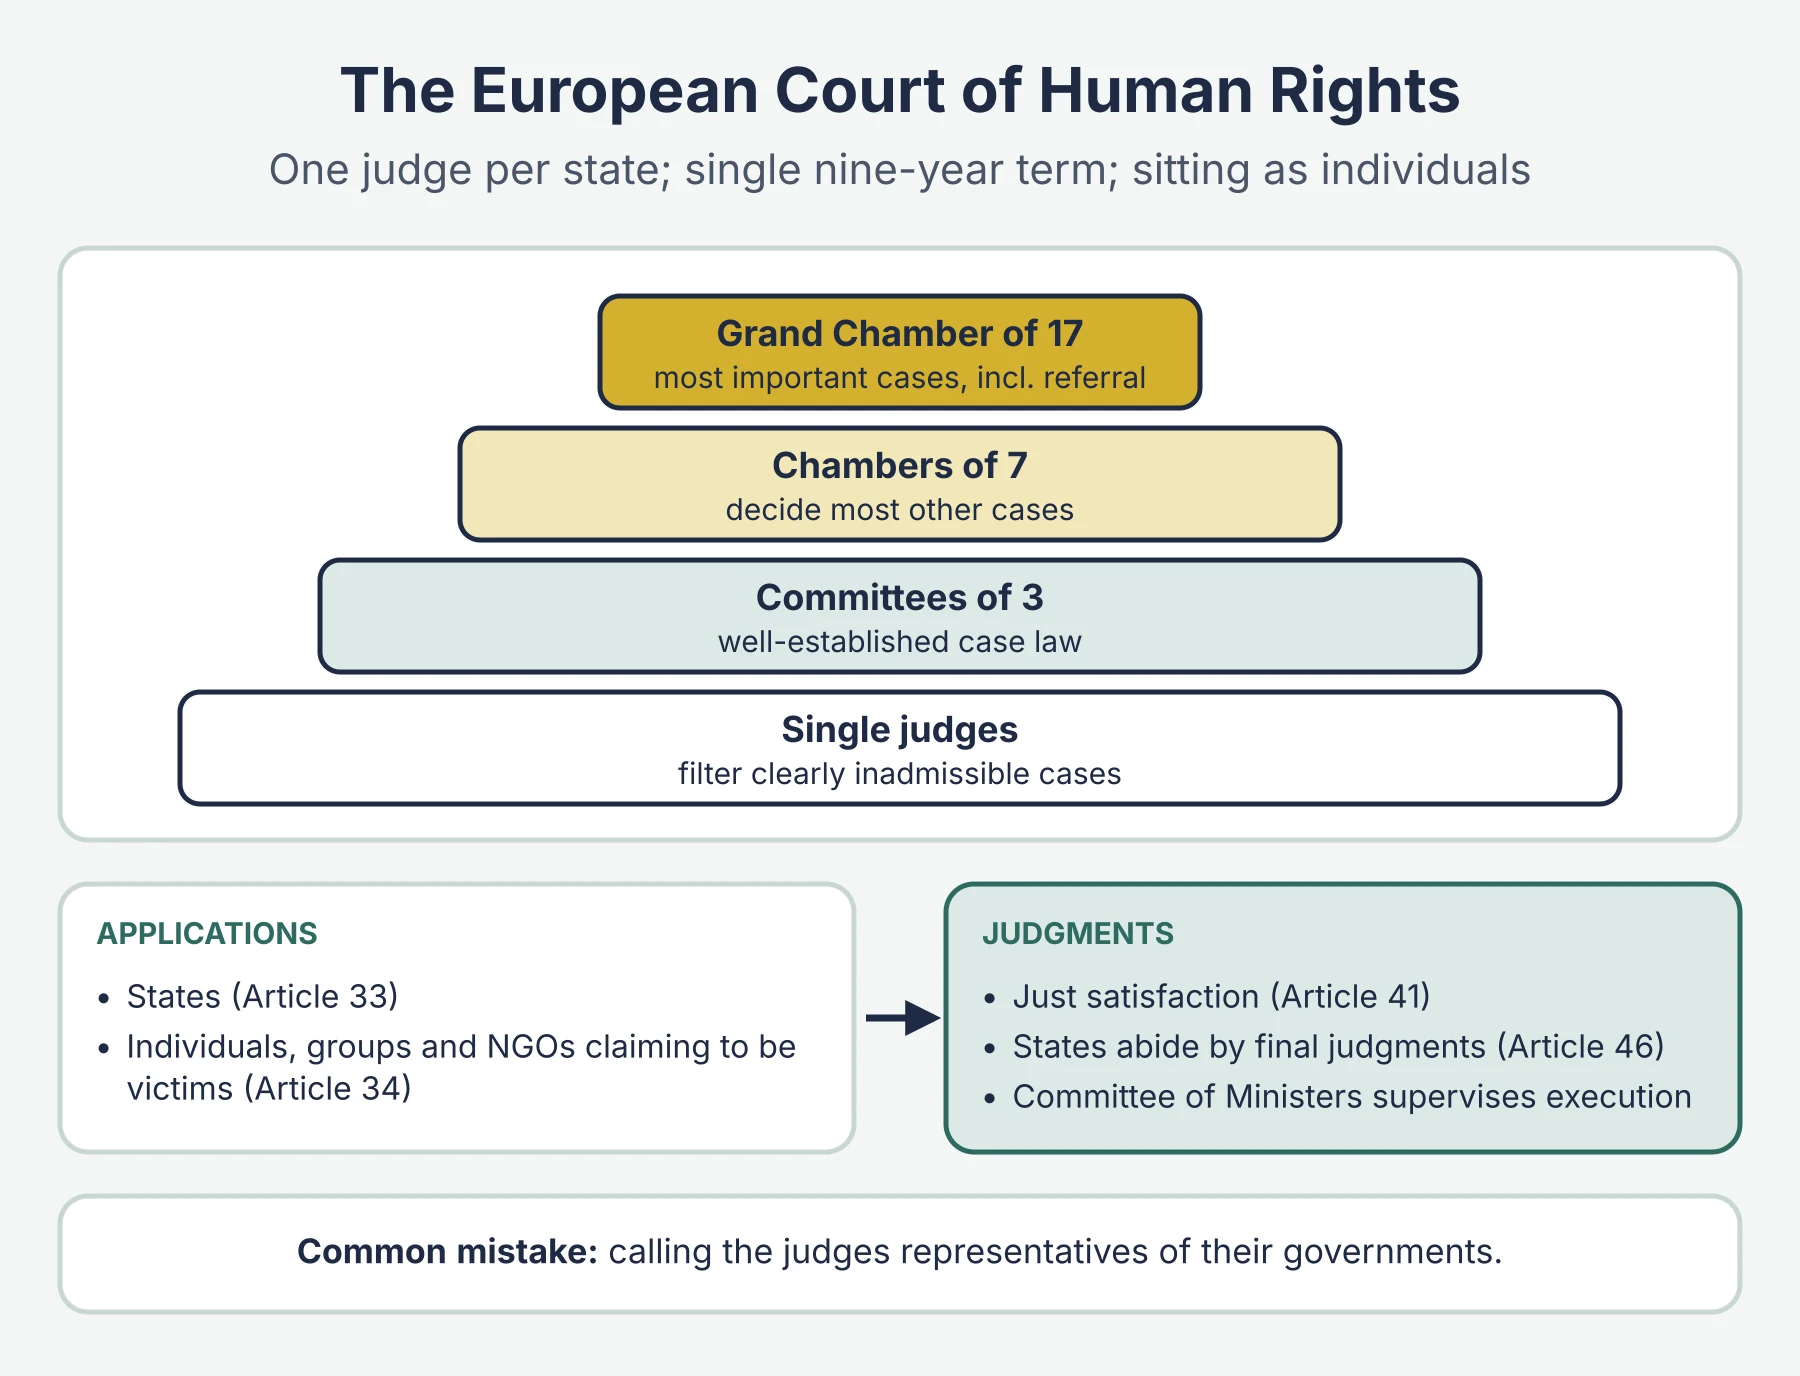 The European Court of Human Rights
One judge per state; single nine-year term; sitting as individuals
Grand Chamber of 17
most important cases, incl. referral
Chambers of 7
decide most other cases
Committees of 3
well-established case law
Single judges
filter clearly inadmissible cases
APPLICATIONS
• States (Article 33)
• Individuals, groups and NGOs claiming to be
victims (Article 34)
JUDGMENTS
• Just satisfaction (Article 41)
• States abide by final judgments (Article 46)
• Committee of Ministers supervises execution
Common mistake: calling the judges representatives of their governments.